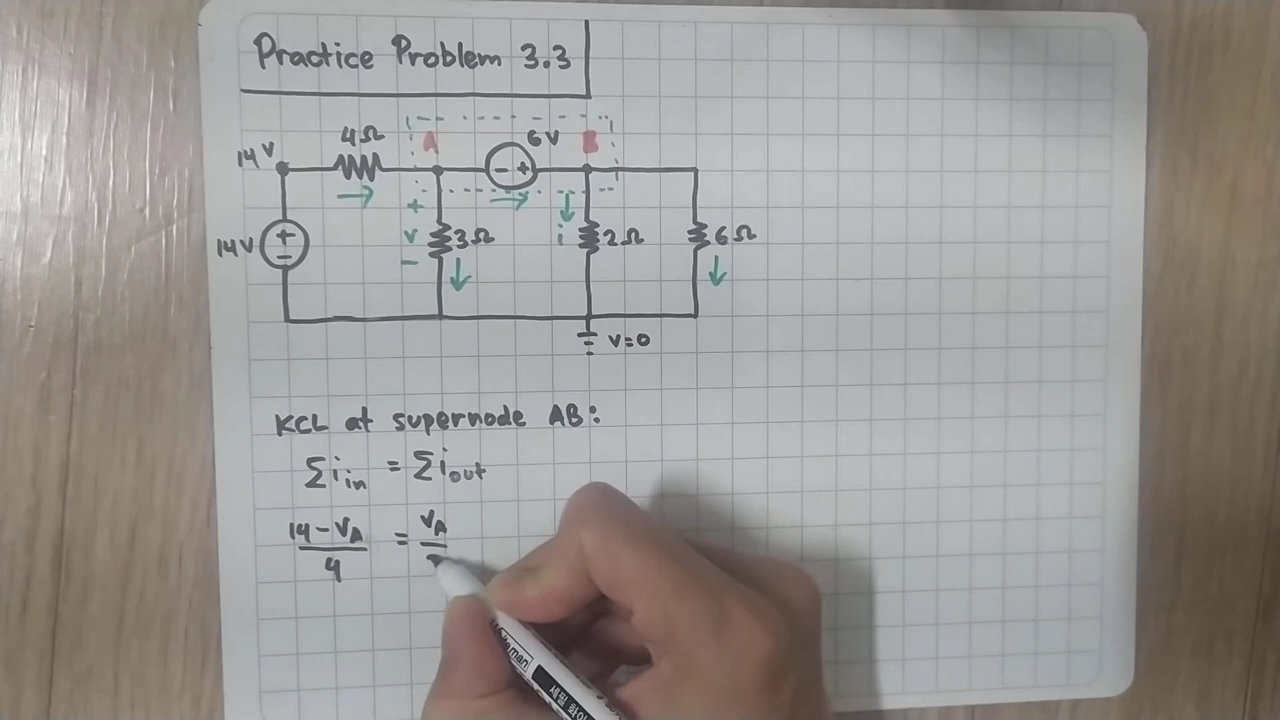 Practice Problem 3.3
4Ω
A
6V
B
14V
- +
+
14V
+
-
v
-
3Ω
i
2Ω
6Ω
v=0
KCL at supernode AB:
Σi_in = Σi_out
14-V_A = V_A
4